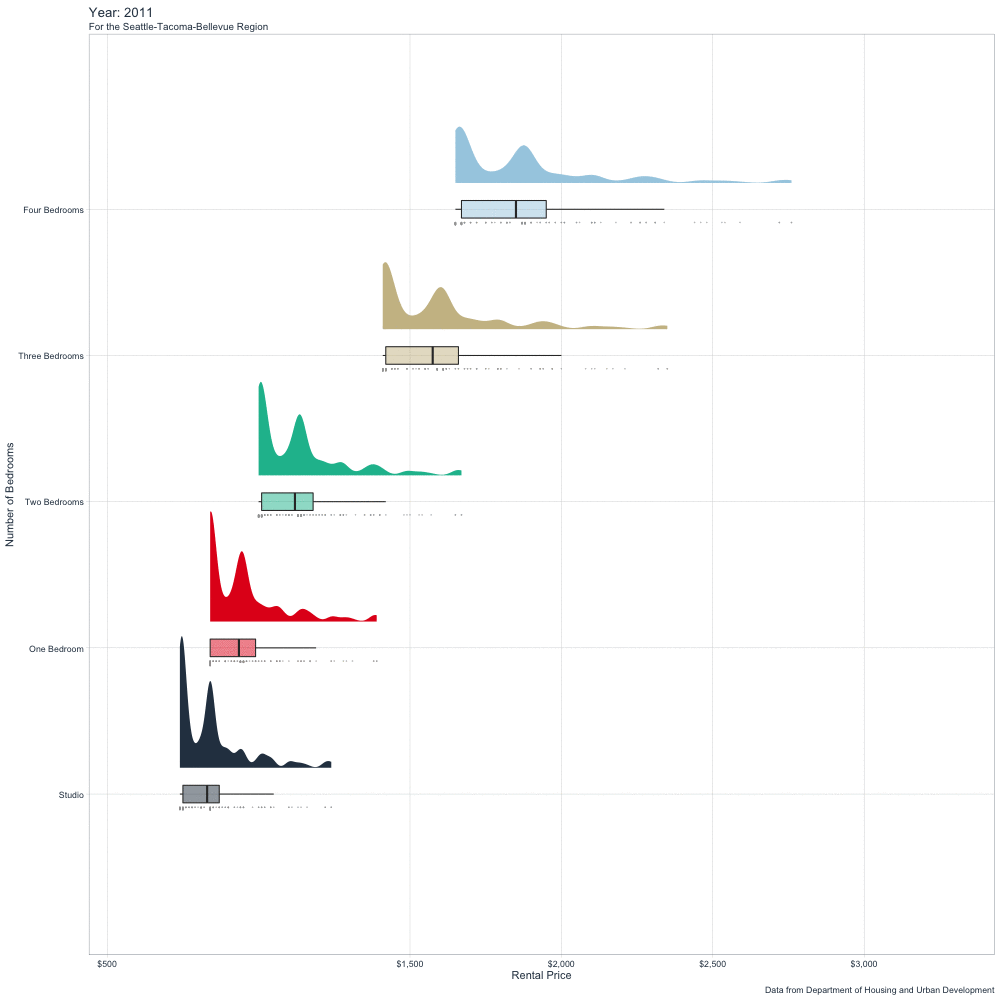 Year: 2011
For the Seattle-Tacoma-Bellevue Region
Four Bedrooms
Three Bedrooms
Two Bedrooms
One Bedroom
Studio
Number of Bedrooms
$500
$1,500
$2,000
$2,500
$3,000
Rental Price
Data from Department of Housing and Urban Development